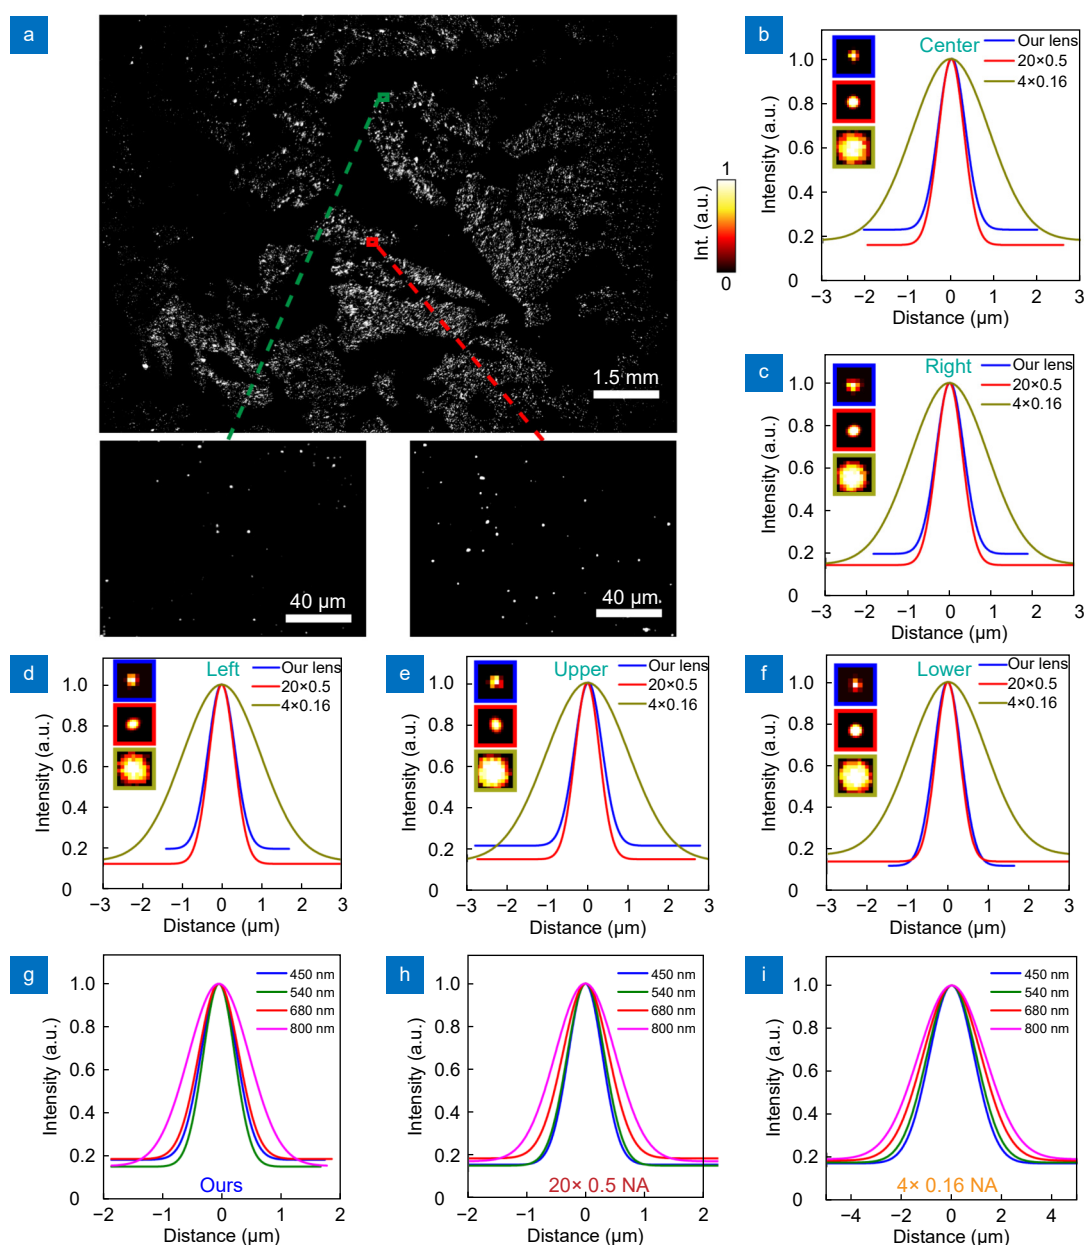 a
1.5 mm
40 µm
40 µm
Int. (a.u.)
1
0
b
Center
Our lens
20×0.5
4×0.16
Intensity (a.u.)
1.0
0.8
0.6
0.4
0.2
0
−3 −2 −1 0 1 2 3
Distance (µm)
c
Right
Our lens
20×0.5
4×0.16
Intensity (a.u.)
1.0
0.8
0.6
0.4
0.2
0
−3 −2 −1 0 1 2 3
Distance (µm)
d
Left
Our lens
20×0.5
4×0.16
Intensity (a.u.)
1.0
0.8
0.6
0.4
0.2
0
−3 −2 −1 0 1 2 3
Distance (µm)
e
Upper
Our lens
20×0.5
4×0.16
Intensity (a.u.)
1.0
0.8
0.6
0.4
0.2
0
−3 −2 −1 0 1 2 3
Distance (µm)
f
Lower
Our lens
20×0.5
4×0.16
Intensity (a.u.)
1.0
0.8
0.6
0.4
0.2
0
−3 −2 −1 0 1 2 3
Distance (µm)
g
450 nm
540 nm
680 nm
800 nm
Intensity (a.u.)
1.0
0.8
0.6
0.4
0.2
0
Ours
−2 −1 0 1 2
Distance (µm)
h
450 nm
540 nm
680 nm
800 nm
Intensity (a.u.)
1.0
0.8
0.6
0.4
0.2
0
20× 0.5 NA
−2 −1 0 1 2
Distance (µm)
i
450 nm
540 nm
680 nm
800 nm
Intensity (a.u.)
1.0
0.8
0.6
0.4
0.2
0
4× 0.16 NA
−4 −2 0 2 4
Distance (µm)